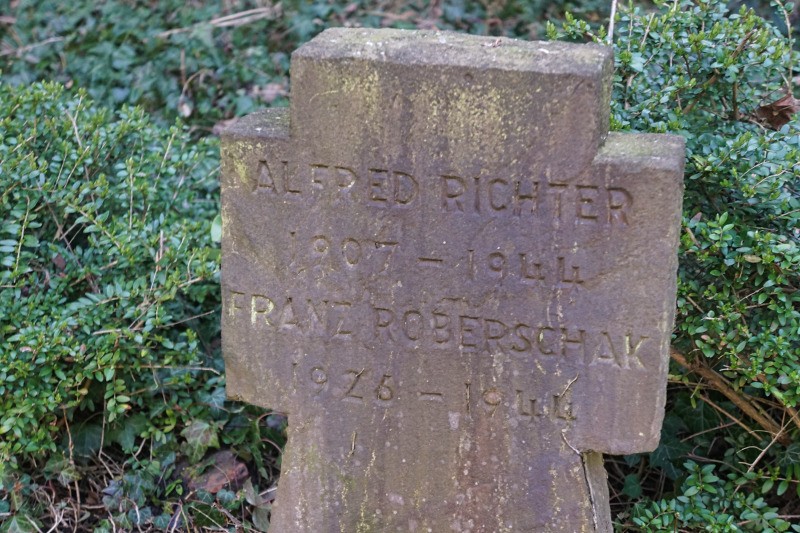 ALFRED RICHTER
1907 – 1944
FRANZ ROBERSCHAK
1926 – 1944